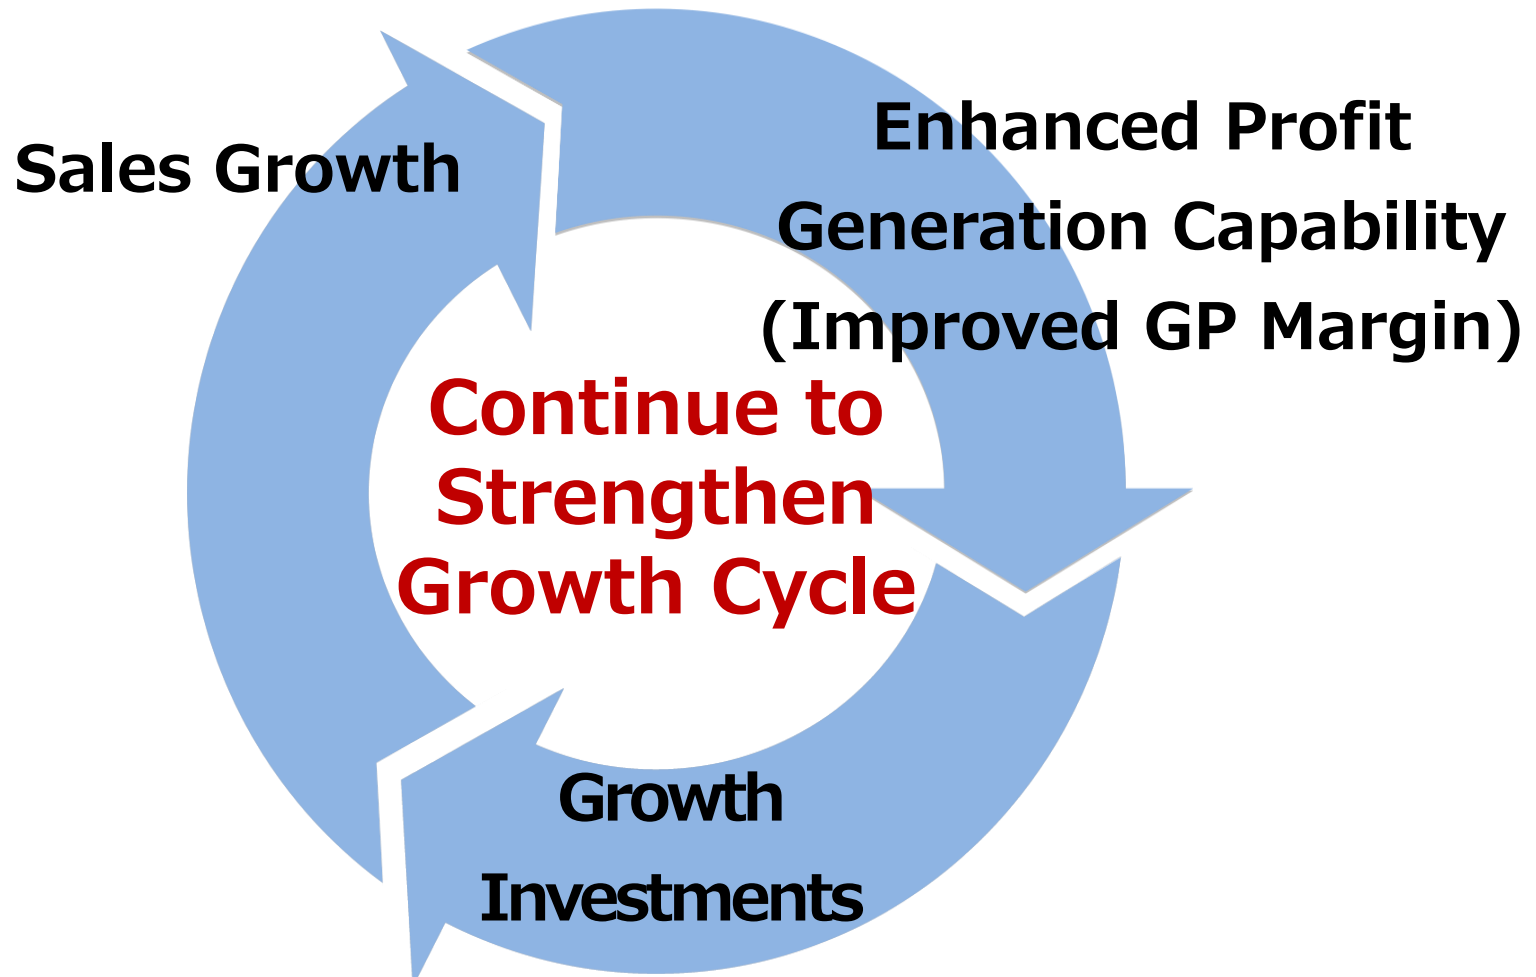 Sales Growth
Enhanced Profit
Generation Capability
(Improved GP Margin)
Continue to
Strengthen
Growth Cycle
Growth
Investments